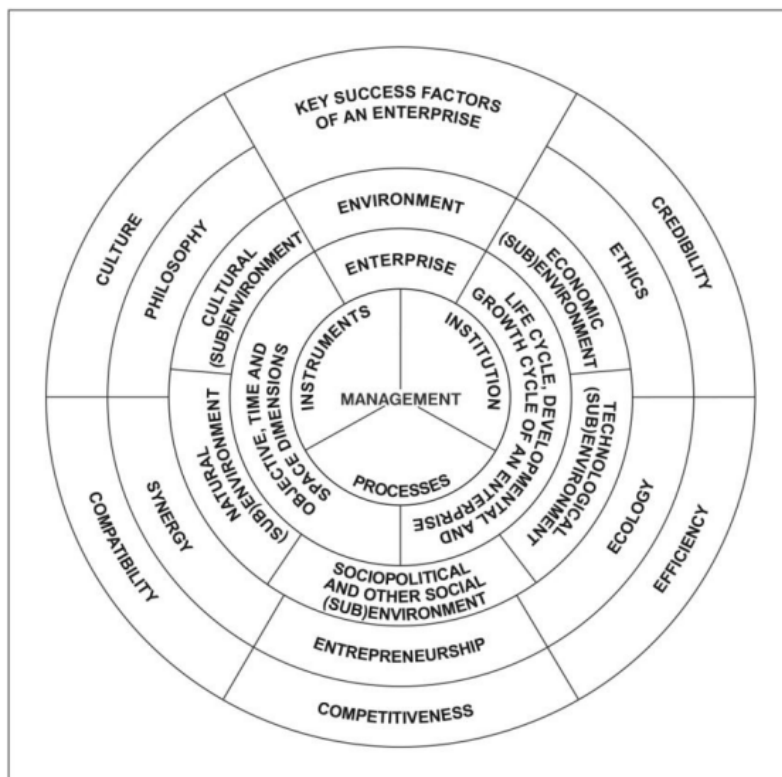 KEY SUCCESS FACTORS
OF AN ENTERPRISE
CULTURE
PHILOSOPHY
CREDIBILITY
ETHICS
ENVIRONMENT
CULTURAL
(SUB)ENVIRONMENT
ECONOMIC
(SUB)ENVIRONMENT
ENTERPRISE
INSTRUMENTS
INSTITUTION
MANAGEMENT
PROCESSES
OBJECTIVE, TIME AND
SPACE DIMENSIONS
LIFE CYCLE, DEVELOPMENTAL AND
GROWTH CYCLE OF AN ENTERPRISE
NATURAL
(SUB)ENVIRONMENT
TECHNOLOGICAL
(SUB)ENVIRONMENT
SOCIOPOLITICAL
AND OTHER SOCIAL
(SUB)ENVIRONMENT
SYNERGY
ECOLOGY
COMPATIBILITY
EFFICIENCY
ENTREPRENEURSHIP
COMPETITIVENESS